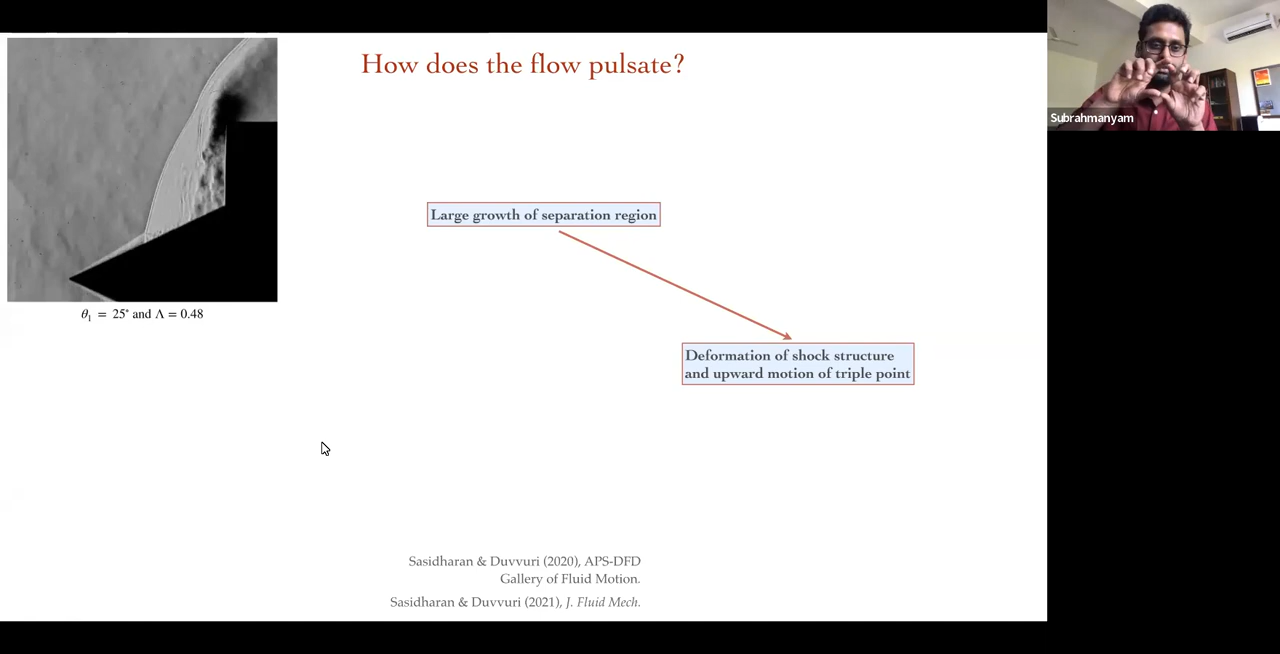 How does the flow pulsate?
Subrahmanyam
Large growth of separation region
θ₁ = 25° and Λ = 0.48
Deformation of shock structure
and upward motion of triple point
Sasidharan & Duvvuri (2020), APS-DFD
Gallery of Fluid Motion.
Sasidharan & Duvvuri (2021), J. Fluid Mech.